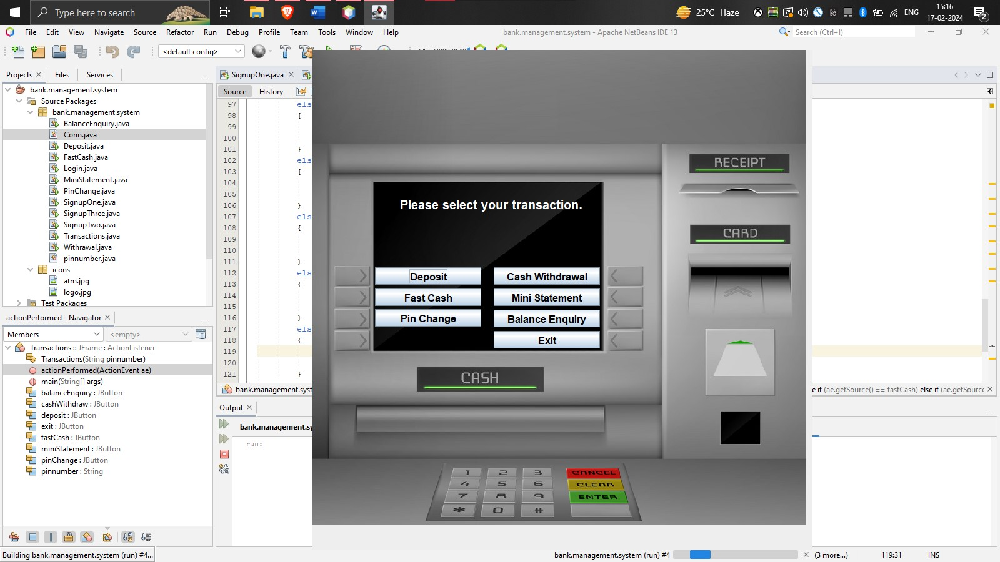 Type here to search
25°C Haze
ENG
15:16
17-02-2024
2
File Edit View Navigate Source Refactor Run Debug Profile Team Tools Window Help
bank.management.system - Apache NetBeans IDE 13
Search (Ctrl+I)
<default config>
Projects Files Services
SignupOne.java
Source History
bank.management.system
Source Packages
bank.management.system
BalanceEnquiry.java
Conn.java
Deposit.java
FastCash.java
Login.java
MiniStatement.java
PinChange.java
SignupOne.java
SignupThree.java
SignupTwo.java
Transactions.java
Withrawal.java
pinnumber.java
icons
atm.jpg
logo.jpg
Test Packages
97 els
98 {
99
100
101 }
102 els
103 {
104
105
106 }
107 els
108 {
109
110
111 }
112 els
113 {
114
115
116 }
117 els
118 {
119
120
121 }
bank.management.syst
e if (ae.getSource() == fastCash) else if (ae.getSource
actionPerformed - Navigator
Members
<empty>
Transactions :: JFrame : ActionListener
Transactions(String pinnumber)
actionPerformed(ActionEvent ae)
main(String[] args)
balanceEnquiry : JButton
cashWithdraw : JButton
deposit : JButton
exit : JButton
fastCash : JButton
miniStatement : JButton
pinChange : JButton
pinnumber : String
Output
bank.management.sy
run:
Please select your transaction.
Deposit
Cash Withdrawal
Fast Cash
Mini Statement
Pin Change
Balance Enquiry
Exit
CASH
RECEIPT
CARD
1 2 3 CANCEL
4 5 6 CLEAR
7 8 9 ENTER
* 0 #
Building bank.management.system (run) #4...
bank.management.system (run) #4
(3 more...)
119:31
INS